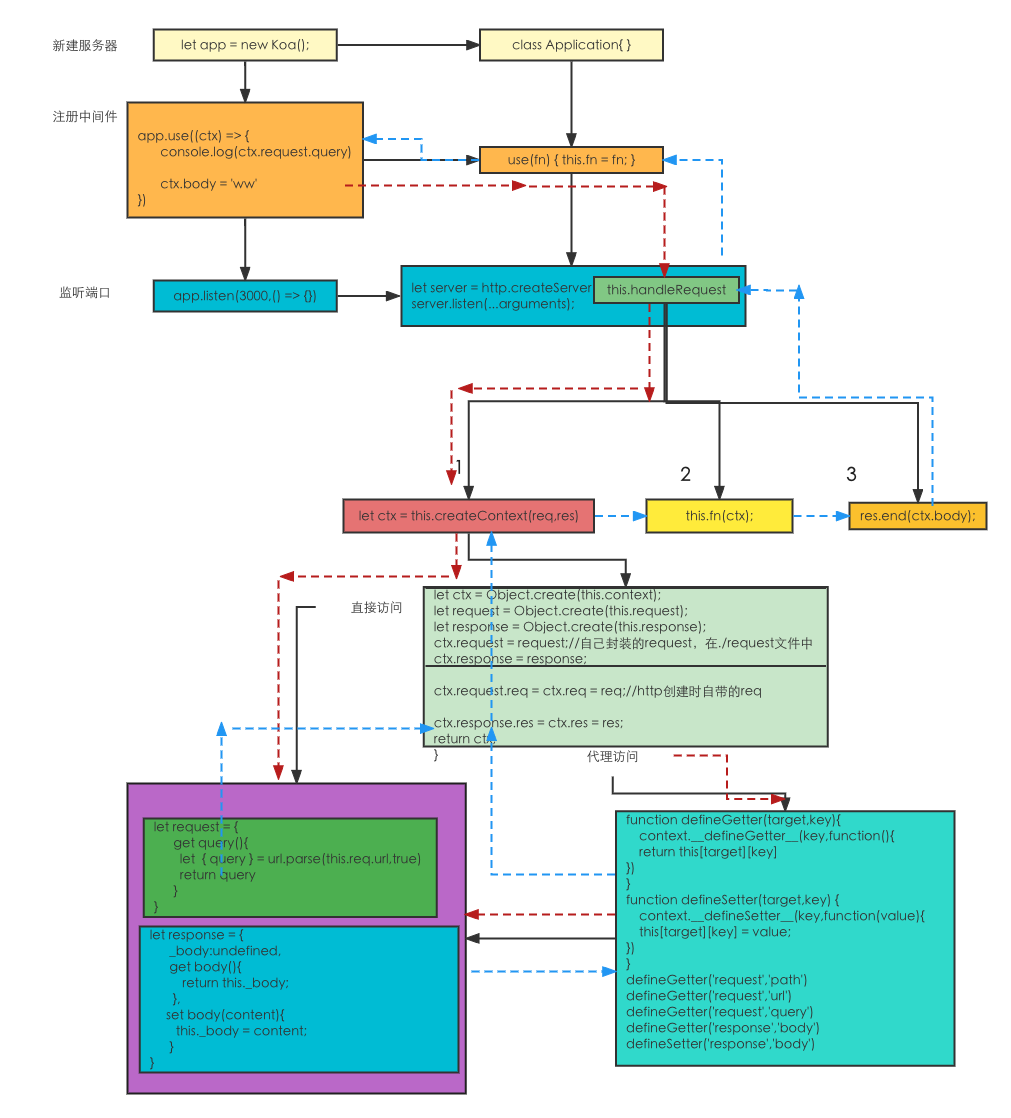 新建服务器
let app = new Koa();
class Application{ }
注册中间件
app.use((ctx) => {
console.log(ctx.request.query)
ctx.body = 'ww'
})
use(fn) { this.fn = fn; }
监听端口
app.listen(3000,() => {})
let server = http.createServer
server.listen(...arguments);
this.handleRequest
1
2
3
let ctx = this.createContext(req,res)
this.fn(ctx);
res.end(ctx.body);
直接访问
let ctx = Object.create(this.context);
let request = Object.create(this.request);
let response = Object.create(this.response);
ctx.request = request;//自己封装的request，在./request文件中
ctx.response = response;
ctx.request.req = ctx.req = req;//http创建时自带的req
ctx.response.res = ctx.res = res;
return ctx;
}
代理访问
let request = {
get query(){
let { query } = url.parse(this.req.url,true)
return query
}
}
let response = {
_body:undefined,
get body(){
return this._body;
},
set body(content){
this._body = content;
}
}
function defineGetter(target,key){
context.__defineGetter__(key,function(){
return this[target][key]
})
}
function defineSetter(target,key) {
context.__defineSetter__(key,function(value){
this[target][key] = value;
})
}
defineGetter('request','path')
defineGetter('request','url')
defineGetter('request','query')
defineGetter('response','body')
defineSetter('response','body')